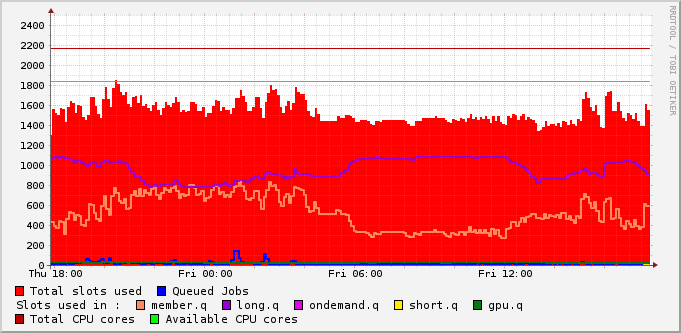 RRDTOOL / TOBI OETIKER
2400
2200
2000
1800
1600
1400
1200
1000
800
600
400
200
0
Thu 18:00 Fri 00:00 Fri 06:00 Fri 12:00
Total slots used Queued Jobs
Slots used in : member.q long.q ondemand.q short.q gpu.q
Total CPU cores Available CPU cores